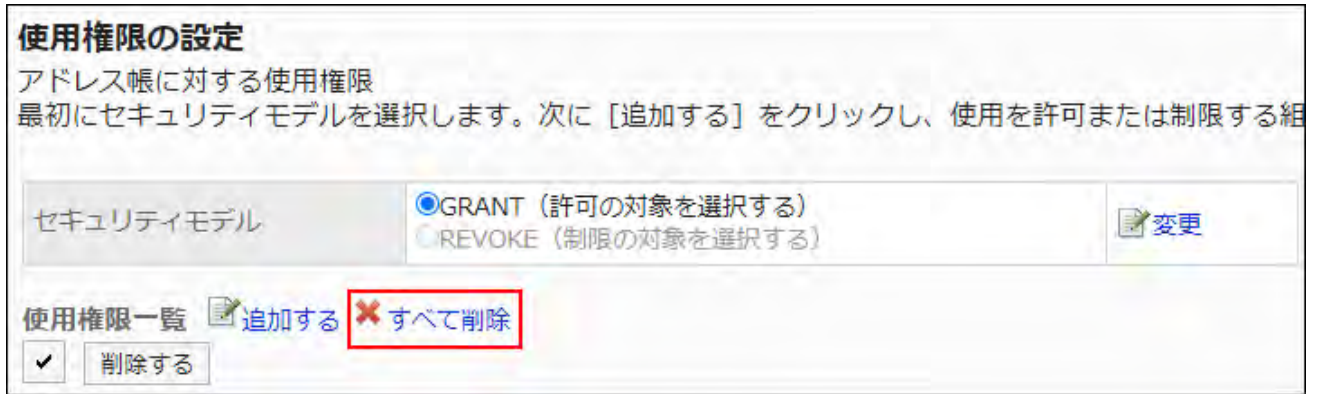 使用権限の設定
アドレス帳に対する使用権限
最初にセキュリティモデルを選択します。次に［追加する］をクリックし、使用を許可または制限する組
セキュリティモデル
GRANT（許可の対象を選択する）
REVOKE（制限の対象を選択する）
変更
使用権限一覧 追加する すべて削除
削除する